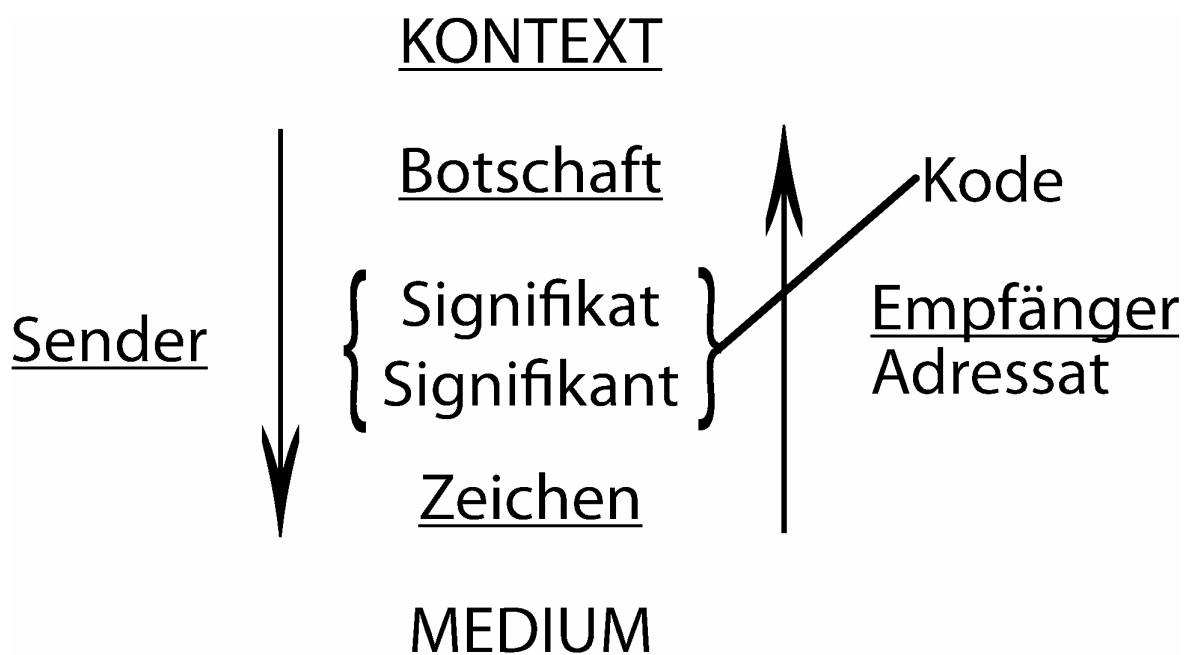 KONTEXT
Botschaft
Kode
Signifikat
Sender
Empfänger
Signifikant
Adressat
Zeichen
MEDIUM